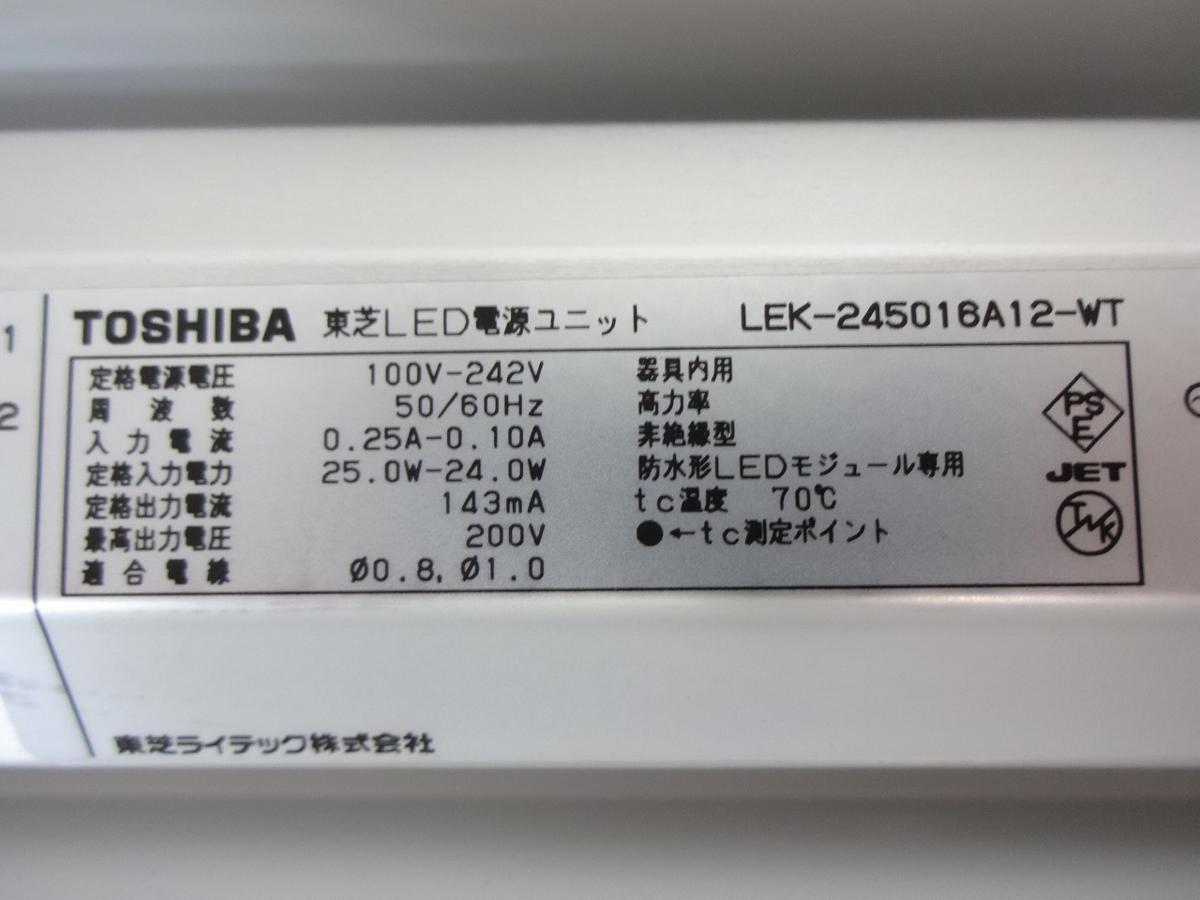 1
2
TOSHIBA 東芝LED電源ユニット LEK-245016A12-WT
定格電源電圧 100V-242V 器具内用
周波数 50/60Hz 高力率
入力電流 0.25A-0.10A 非絶縁型
定格入力電力 25.0W-24.0W 防水形LEDモジュール専用
定格出力電流 143mA tc温度 70℃
最高出力電圧 200V ●←tc測定ポイント
適合電線 Ø0.8, Ø1.0
PSE
JET
東芝ライテック株式会社